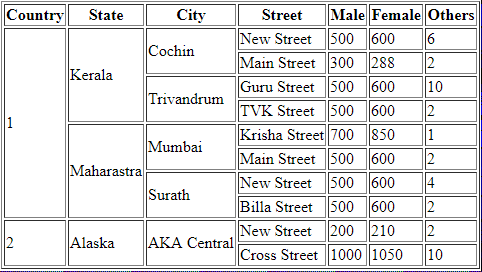 Country State City Street Male Female Others
1 Kerala Cochin New Street 500 600 6
Main Street 300 288 2
Trivandrum Guru Street 500 600 10
TVK Street 500 600 2
Maharastra Mumbai Krisha Street 700 850 1
Main Street 500 600 2
Surath New Street 500 600 4
Billa Street 500 600 2
2 Alaska AKA Central New Street 200 210 2
Cross Street 1000 1050 10